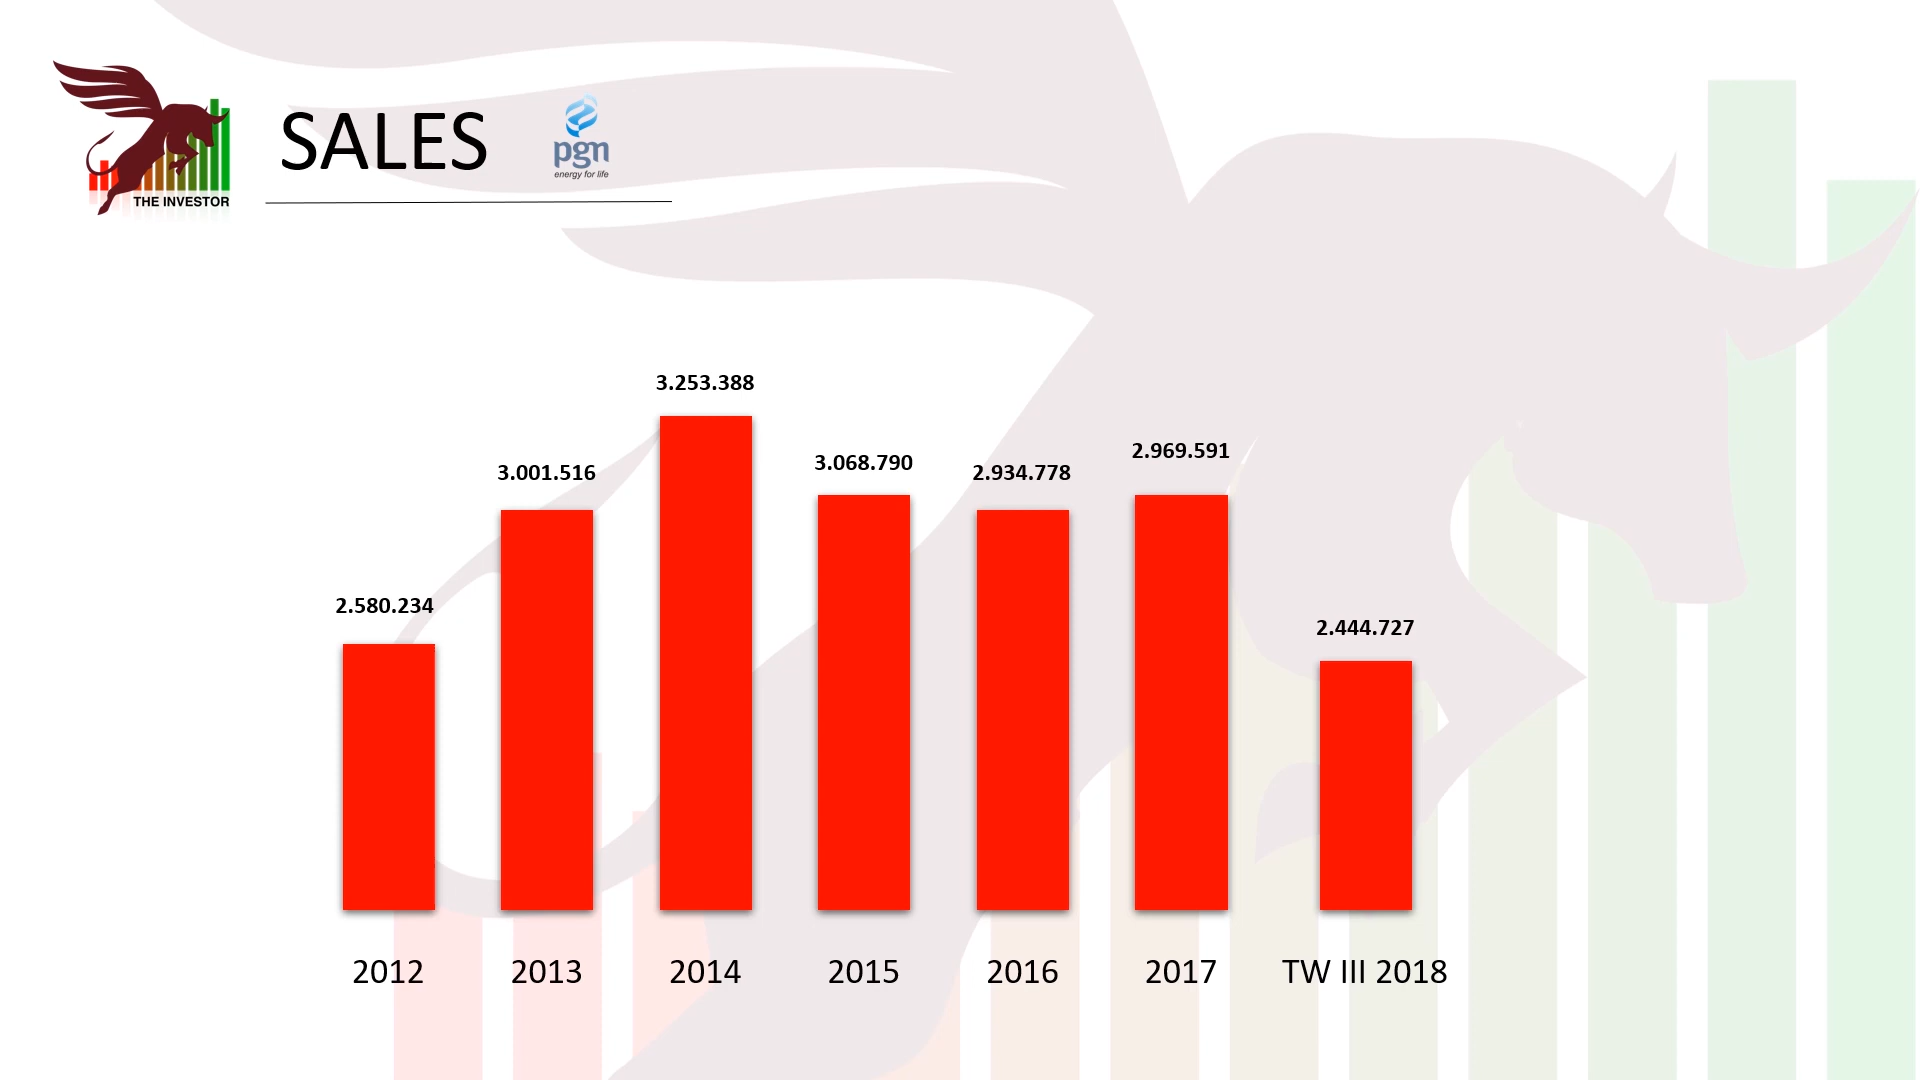 SALES
pgn
energy for life
THE INVESTOR
3.253.388
3.001.516
3.068.790
2.934.778
2.969.591
2.580.234
2.444.727
2012
2013
2014
2015
2016
2017
TW III 2018